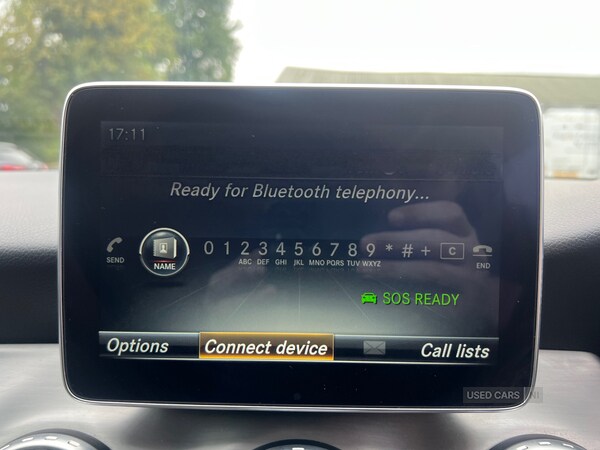 17:11
Ready for Bluetooth telephony...
SEND NAME 0 1 2 3 4 5 6 7 8 9 * # + C END
ABC DEF GHI JKL MNO PQRS TUV WXYZ
SOS READY
Options Connect device Call lists
USED CARS NI